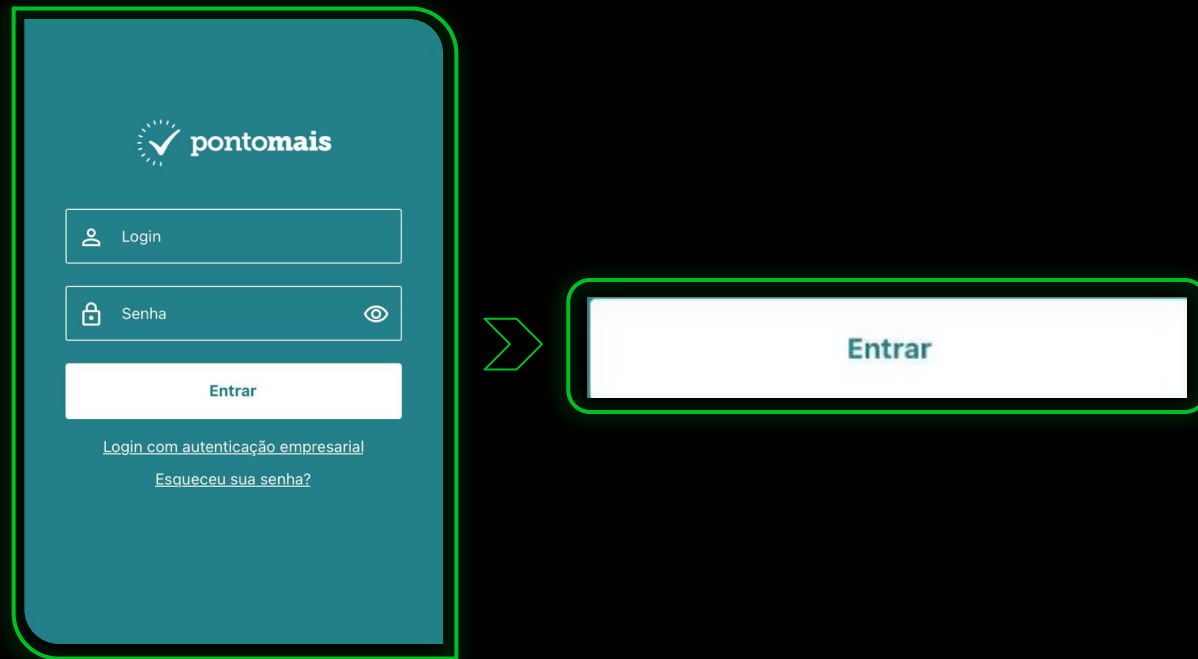 pontomais
Login
Senha
Entrar
Login com autenticação empresarial
Esqueceu sua senha?
Entrar